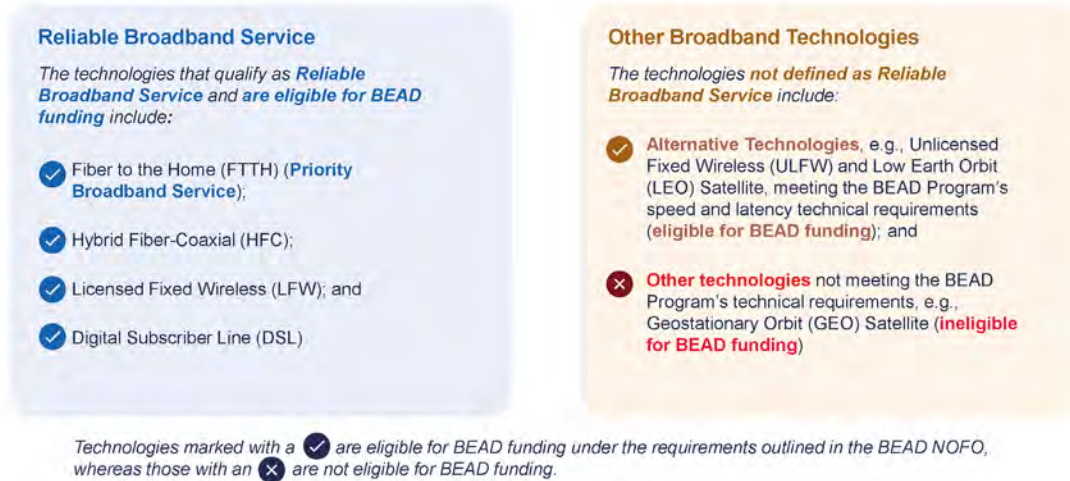 Reliable Broadband Service
The technologies that qualify as Reliable
Broadband Service and are eligible for BEAD
funding include:
Fiber to the Home (FTTH) (Priority
Broadband Service);
Hybrid Fiber-Coaxial (HFC);
Licensed Fixed Wireless (LFW); and
Digital Subscriber Line (DSL)
Other Broadband Technologies
The technologies not defined as Reliable
Broadband Service include:
Alternative Technologies, e.g., Unlicensed
Fixed Wireless (ULFW) and Low Earth Orbit
(LEO) Satellite, meeting the BEAD Program's
speed and latency technical requirements
(eligible for BEAD funding); and
Other technologies not meeting the BEAD
Program's technical requirements, e.g.,
Geostationary Orbit (GEO) Satellite (ineligible
for BEAD funding)
Technologies marked with a are eligible for BEAD funding under the requirements outlined in the BEAD NOFO,
whereas those with an are not eligible for BEAD funding.